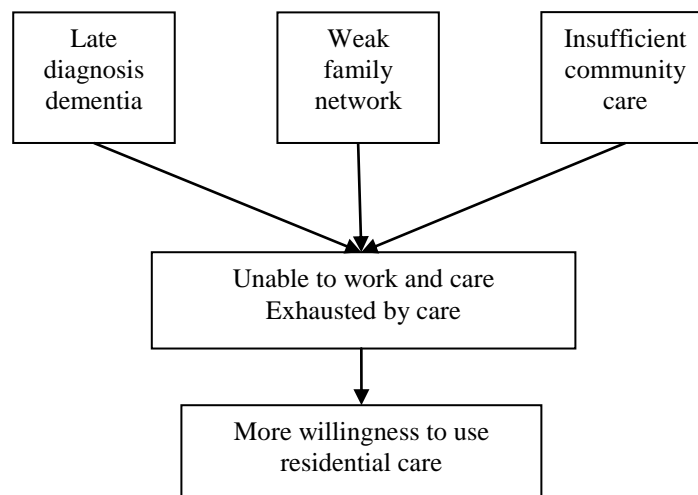 Late
diagnosis
dementia
Weak
family
network
Insufficient
community
care
Unable to work and care
Exhausted by care
More willingness to use
residential care